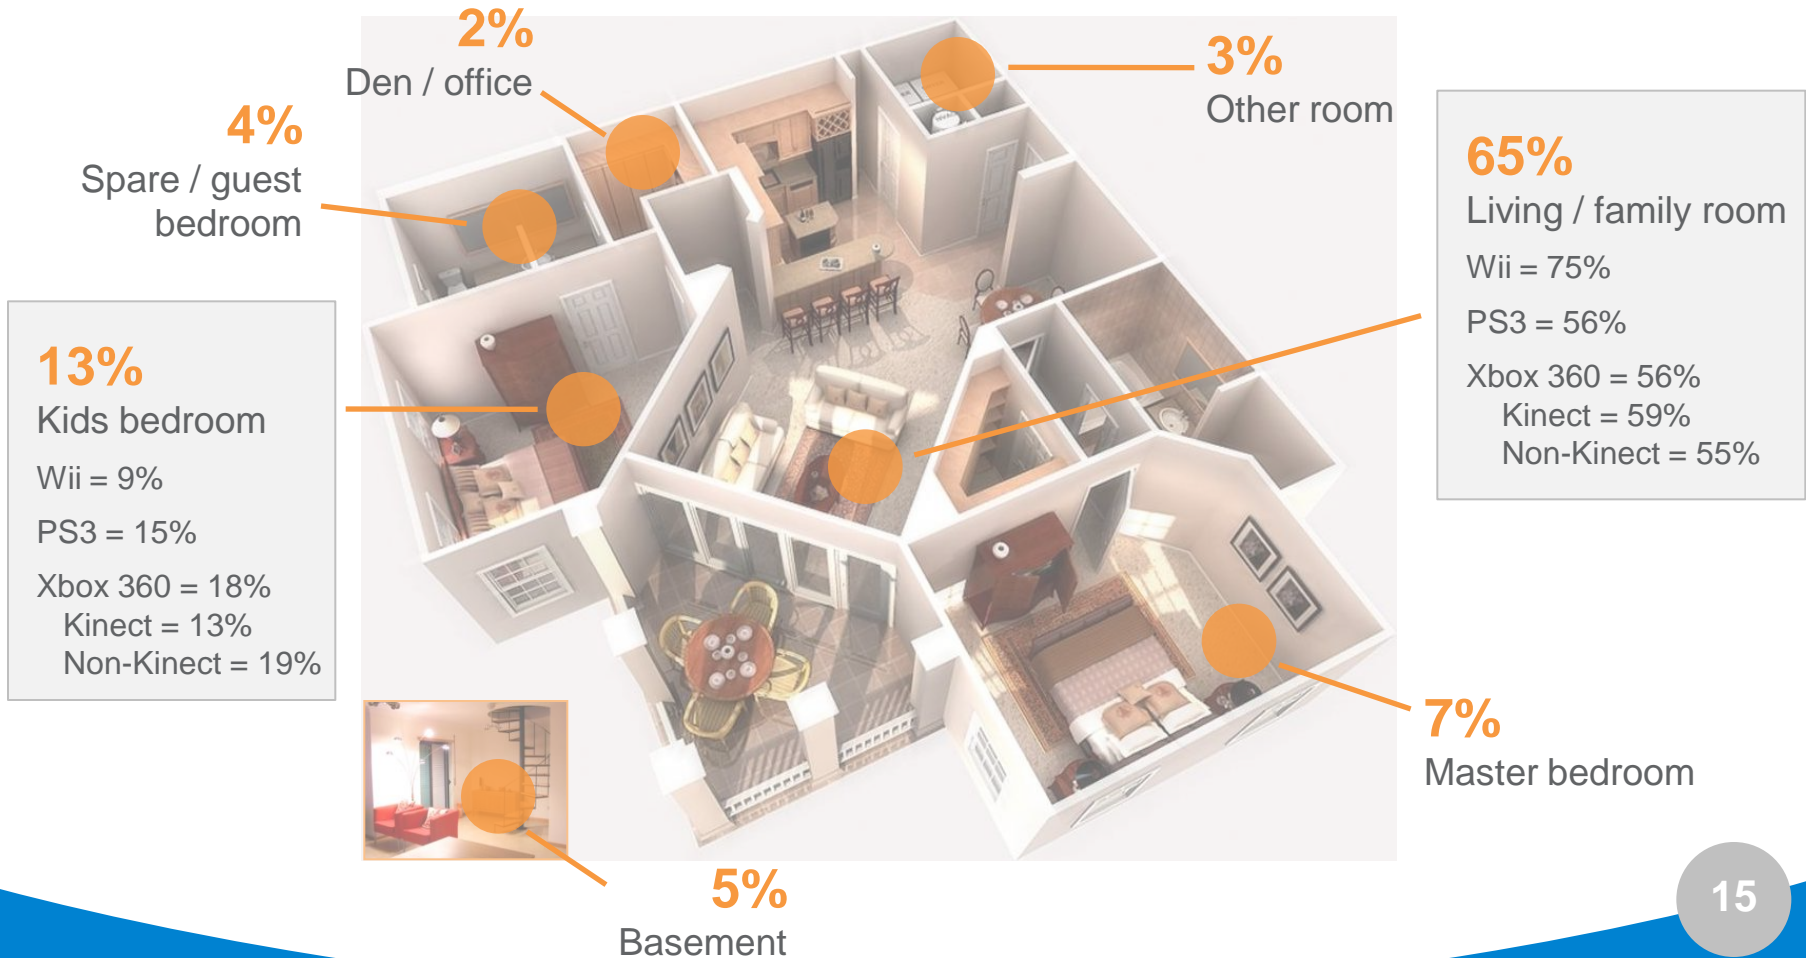 2%
Den / office
3%
Other room
4%
Spare / guest
bedroom
65%
Living / family room
Wii = 75%
PS3 = 56%
Xbox 360 = 56%
Kinect = 59%
Non-Kinect = 55%
13%
Kids bedroom
Wii = 9%
PS3 = 15%
Xbox 360 = 18%
Kinect = 13%
Non-Kinect = 19%
7%
Master bedroom
5%
Basement
15